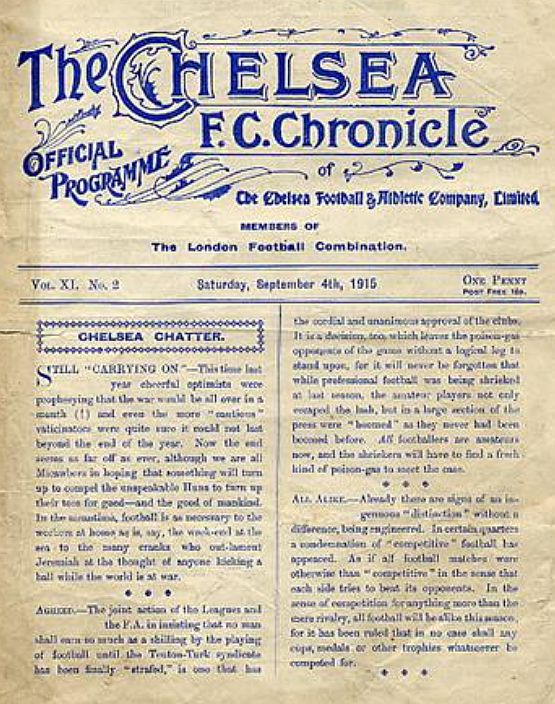 The CHELSEA
F.C. Chronicle
OFFICIAL
PROGRAMME
of
The Chelsea Football & Athletic Company, Limited,
MEMBERS OF
The London Football Combination.
VOL. XI. No. 2
Saturday, September 4th, 1915
ONE PENNY
POST FREE 1½D.
CHELSEA CHATTER.
STILL "CARRYING ON."—This time last
year cheerful optimists were
prophesying that the war would be all over in a
month (!) and even the more "cautious"
vaticinators were quite sure it could not last
beyond the end of the year. Now the end
seems as far off as ever, although we are all
Micawbers in hoping that something will turn
up to compel the unspeakable Huns to turn up
their toes for good—and the good of mankind.
In the meantime, football is as necessary to the
workers at home as is, say, the week-end at the
sea to the many cranks who out-lament
Jeremiah at the thought of anyone kicking a
ball while the world is at war.
AGREED.—The joint action of the Leagues and
the F.A. in insisting that no man
shall earn so much as a shilling by the playing
of football until the Teuton-Turk syndicate
has been finally "strafed," is one that has
the cordial and unanimous approval of the clubs.
It is a decision, too, which leaves the poison-gas
opponents of the game without a logical leg to
stand upon, for it will never be forgotten that
while professional football was being shrieked
at last season, the amateur players not only
escaped the lash, but in a large section of the
press were "boomed" as they never had been
boomed before. All footballers are amateurs
now, and the shriekers will have to find a fresh
kind of poison-gas to meet the case.
ALL ALIKE.—Already there are signs of an in-
genuous "distinction" without a
difference, being engineered. In certain quarters
a condemnation of "competitive" football has
appeared. As if all football matches were
otherwise than "competitive" in the sense that
each side tries to beat its opponents. In the
sense of competition for anything more than the
mere rivalry, all football will be alike this season,
for it has been ruled that in no case shall any
cups, medals or other trophies whatsoever be
competed for.